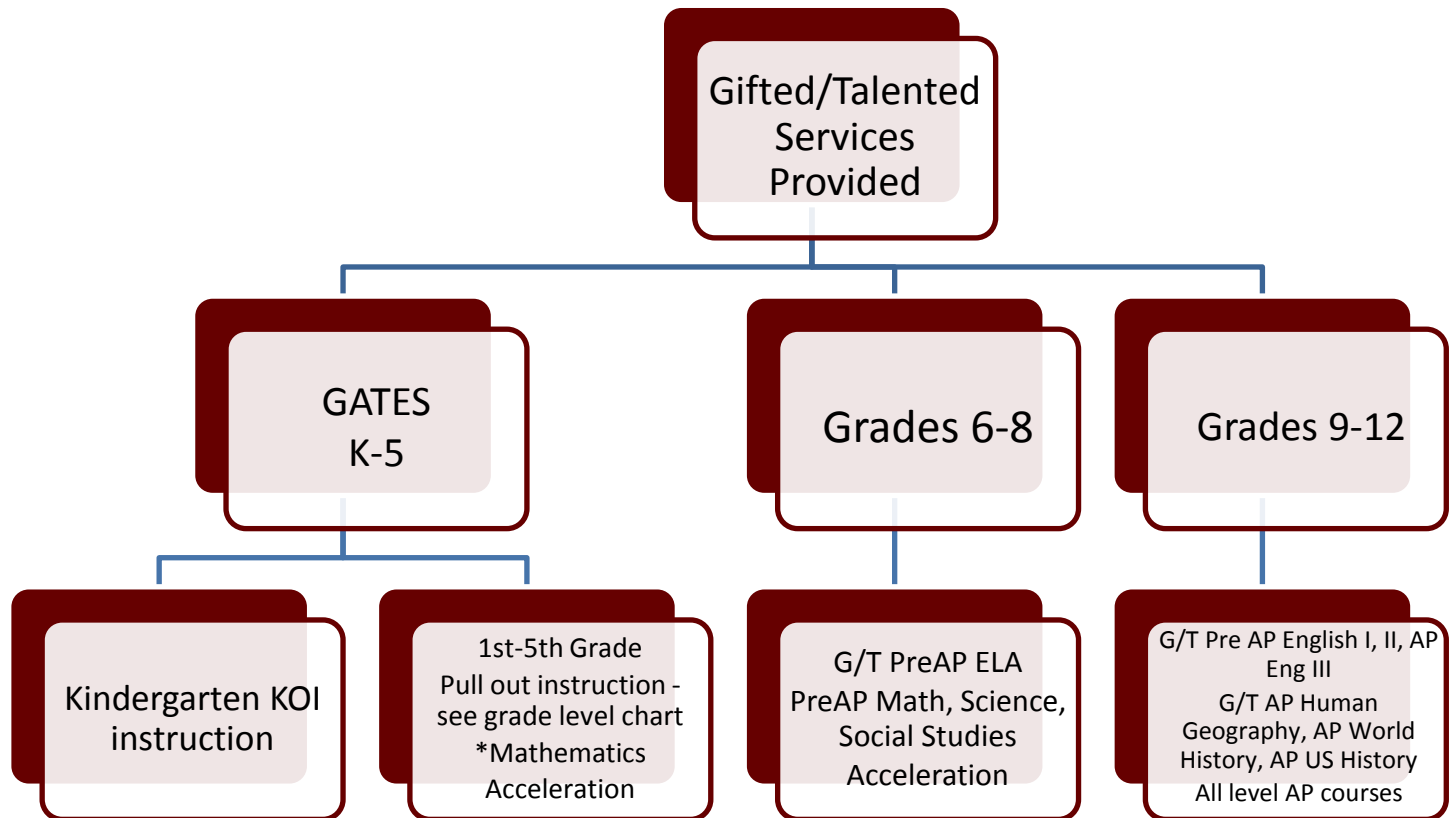 Gifted/Talented
Services
Provided
GATES
K-5
Grades 6-8
Grades 9-12
Kindergarten KOI
instruction
1st-5th Grade
Pull out instruction -
see grade level chart
*Mathematics
Acceleration
G/T PreAP ELA
PreAP Math, Science,
Social Studies
Acceleration
G/T Pre AP English I, II, AP
Eng III
G/T AP Human
Geography, AP World
History, AP US History
All level AP courses